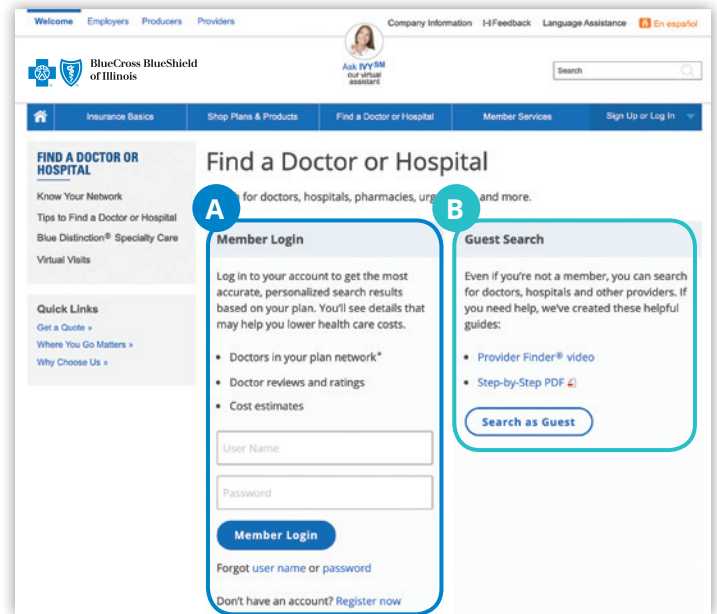 Welcome Employers Producers Providers
Company Information Feedback Language Assistance En español
BlueCross BlueShield
of Illinois
Ask IVY SM
our virtual
assistant
Search
Insurance Basics Shop Plans & Products Find a Doctor or Hospital Member Services Sign Up or Log In
FIND A DOCTOR OR
HOSPITAL
Know Your Network
Tips to Find a Doctor or Hospital
Blue Distinction® Specialty Care
Virtual Visits
Quick Links
Get a Quote »
Where You Go Matters »
Why Choose Us »
Find a Doctor or Hospital
for doctors, hospitals, pharmacies, and more.
A
Member Login
Log in to your account to get the most
accurate, personalized search results
based on your plan. You'll see details that
may help you lower health care costs.
• Doctors in your plan network*
• Doctor reviews and ratings
• Cost estimates
User Name
Password
Member Login
Forgot user name or password
Don't have an account? Register now
B
Guest Search
Even if you're not a member, you can search
for doctors, hospitals and other providers. If
you need help, we've created these helpful
guides:
• Provider Finder® video
• Step-by-Step PDF
Search as Guest